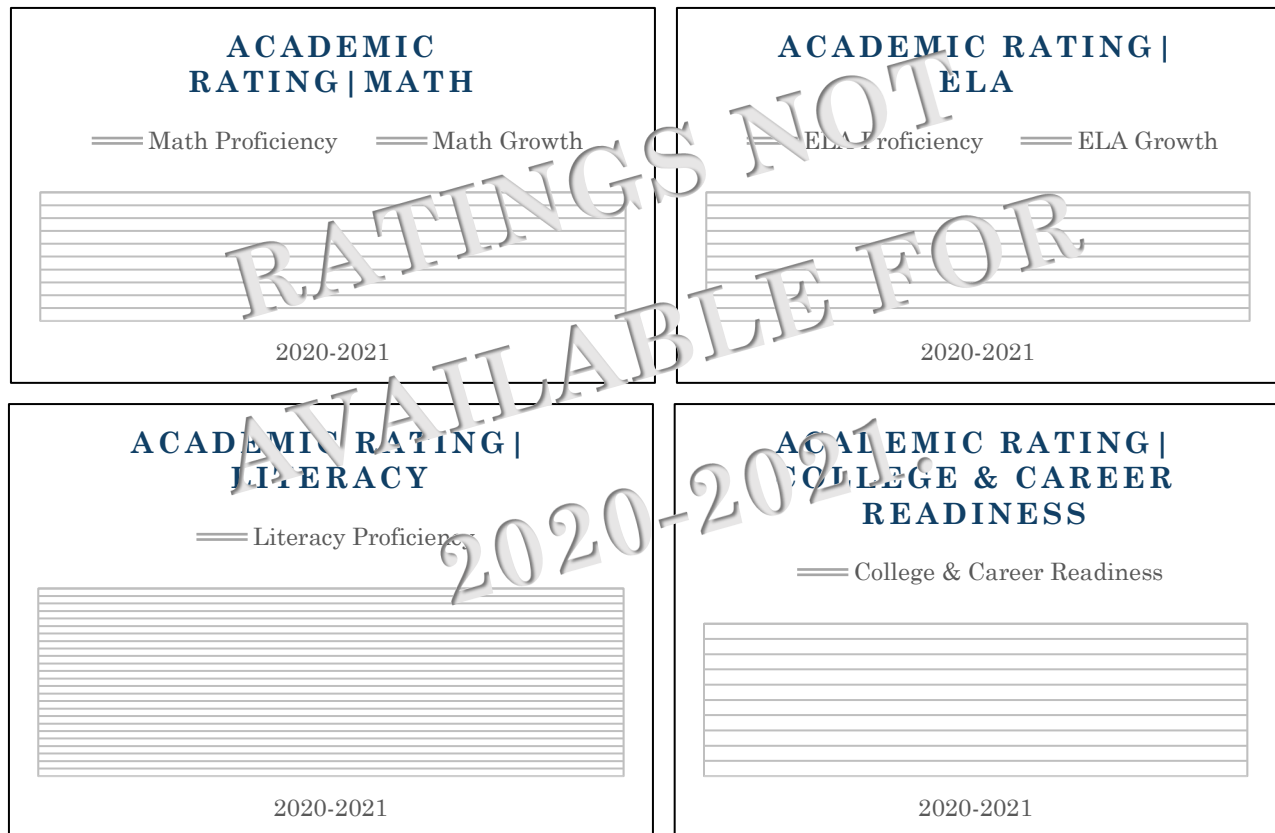 ACADEMIC
RATING|MATH
Math Proficiency Math Growth
2020-2021
ACADEMIC RATING|
ELA
ELA Proficiency ELA Growth
2020-2021
ACADEMIC RATING|
LITERACY
Literacy Proficiency
2020-2021
ACADEMIC RATING|
COLLEGE & CAREER
READINESS
College & Career Readiness
2020-2021
RATINGS NOT
AVAILABLE FOR
2020-2021.